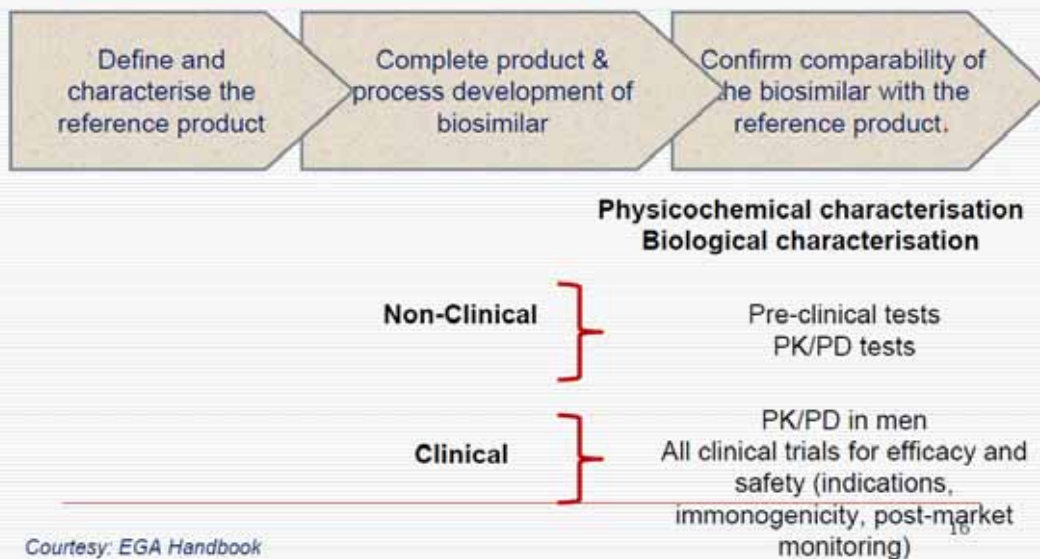 Define and
characterise the
reference product
Complete product &
process development of
biosimilar
Confirm comparability of
the biosimilar with the
reference product.
Physicochemical characterisation
Biological characterisation
Non-Clinical
Pre-clinical tests
PK/PD tests
Clinical
PK/PD in men
All clinical trials for efficacy and
safety (indications,
immonogenicity, post-market
monitoring)
16
Courtesy: EGA Handbook